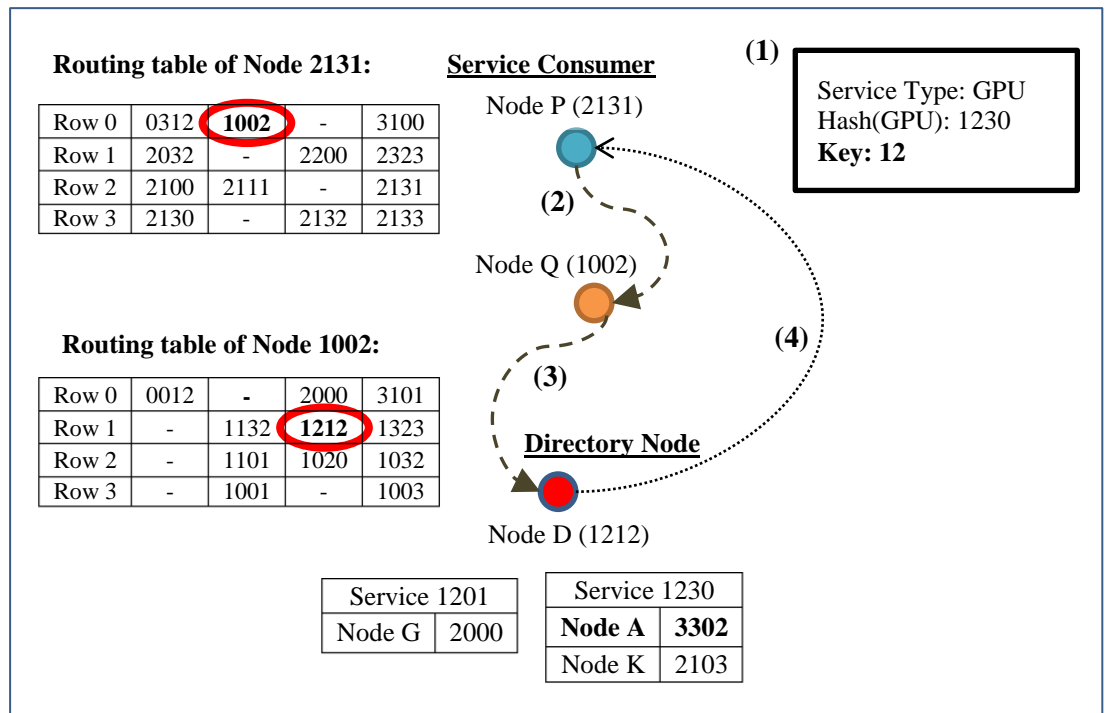 Routing table of Node 2131:
Row 0 0312 1002 - 3100
Row 1 2032 - 2200 2323
Row 2 2100 2111 - 2131
Row 3 2130 - 2132 2133
Service Consumer
Node P (2131)
(1)
Service Type: GPU
Hash(GPU): 1230
Key: 12
(2)
Node Q (1002)
(3)
(4)
Routing table of Node 1002:
Row 0 0012 - 2000 3101
Row 1 - 1132 1212 1323
Row 2 - 1101 1020 1032
Row 3 - 1001 - 1003
Directory Node
Node D (1212)
Service 1201
Node G 2000
Service 1230
Node A 3302
Node K 2103